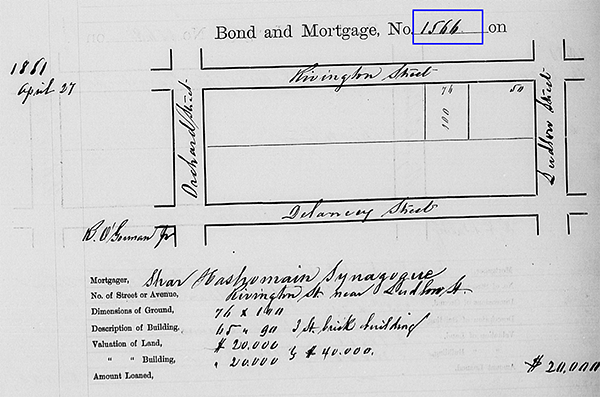 Bond and Mortgage, No. 1566 on
1861
April 27
Rivington Street
76
50
100
Orchard Street
Ludlow Street
Delancey Street
R. O'Gorman Jr
Mortgager, Shar Hashomain Synagogue
No. of Street or Avenue, Rivington St. near Ludlow St.
Dimensions of Ground, 76 x 100
Description of Building. 65 " 90 3 St. brick building
Valuation of Land, $ 20.000
" " Building, " 20.000 } $ 40.000.
Amount Loaned, $ 20,000